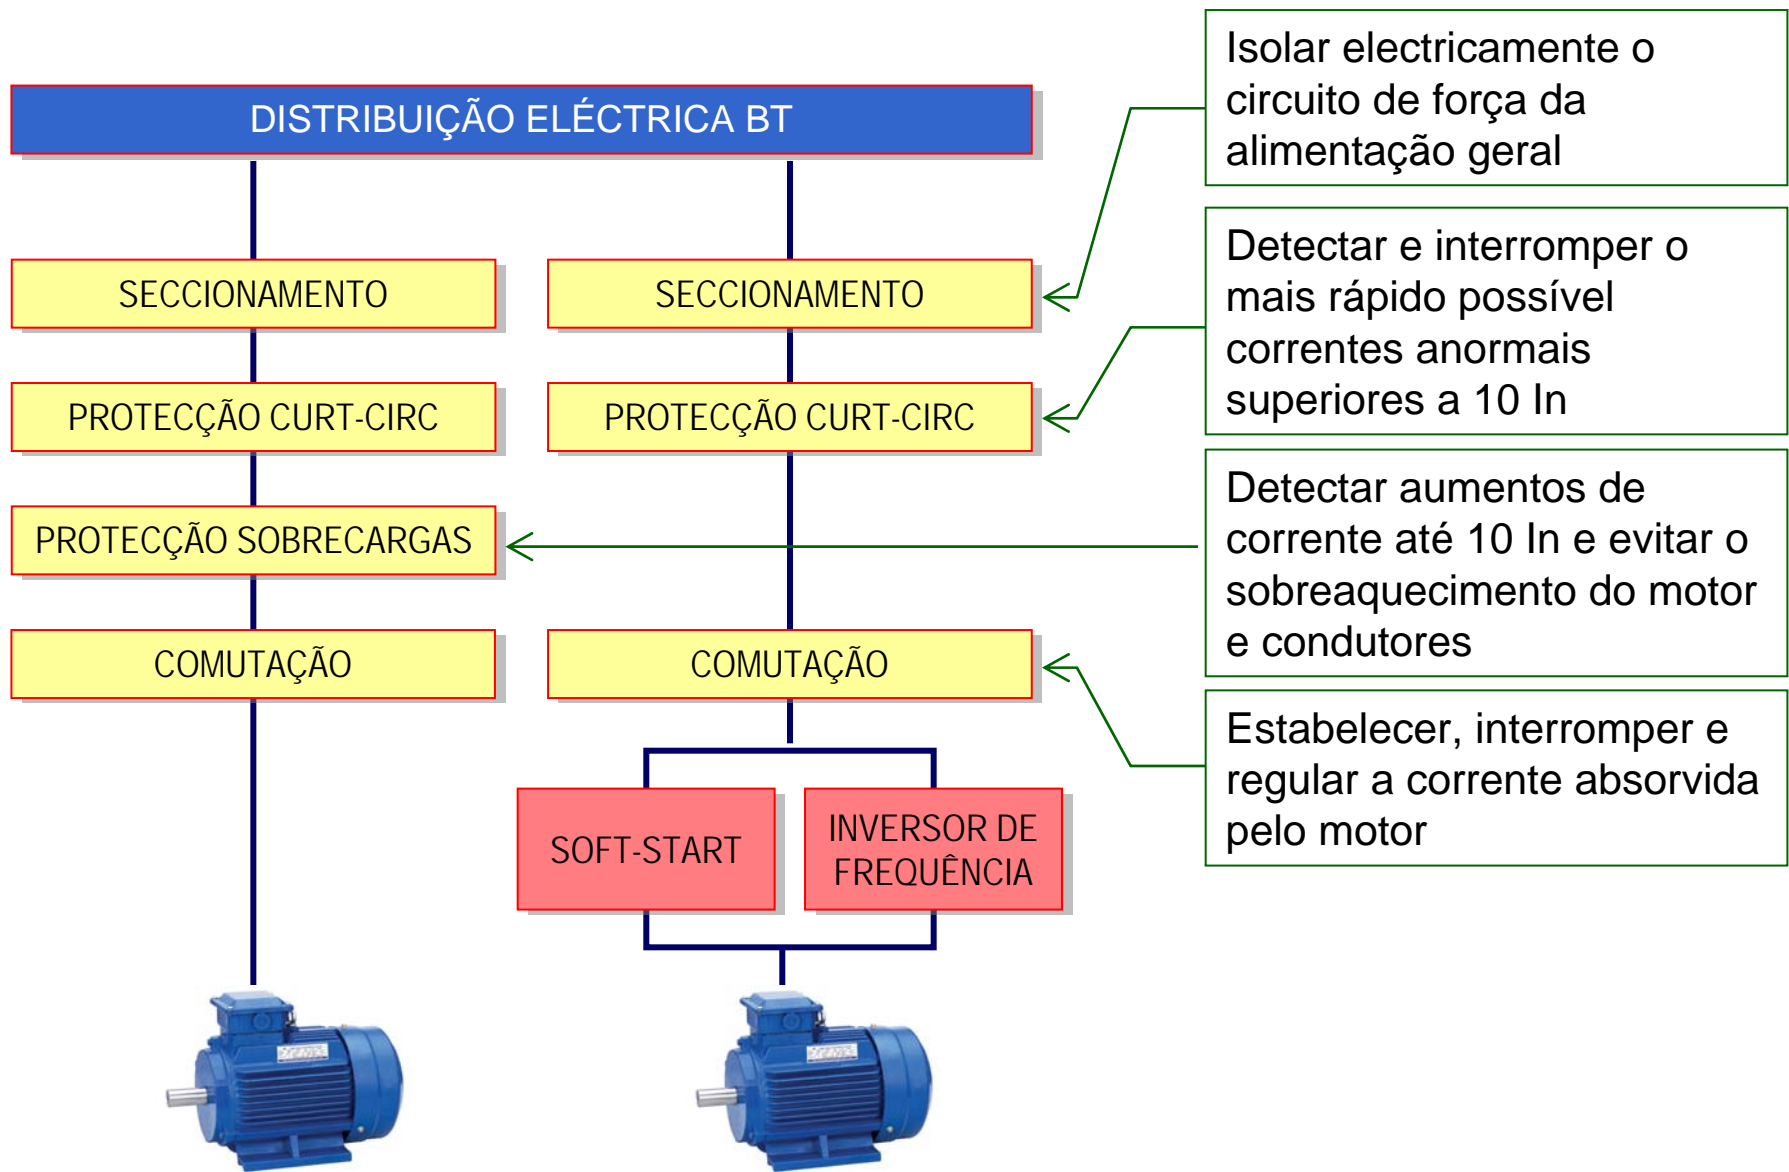 DISTRIBUIÇÃO ELÉCTRICA BT
SECCIONAMENTO
PROTECÇÃO CURT-CIRC
PROTECÇÃO SOBRECARGAS
COMUTAÇÃO
SECCIONAMENTO
PROTECÇÃO CURT-CIRC
COMUTAÇÃO
SOFT-START
INVERSOR DE
FREQUÊNCIA
Isolar electricamente o
circuito de força da
alimentação geral
Detectar e interromper o
mais rápido possível
correntes anormais
superiores a 10 In
Detectar aumentos de
corrente até 10 In e evitar o
sobreaquecimento do motor
e condutores
Estabelecer, interromper e
regular a corrente absorvida
pelo motor